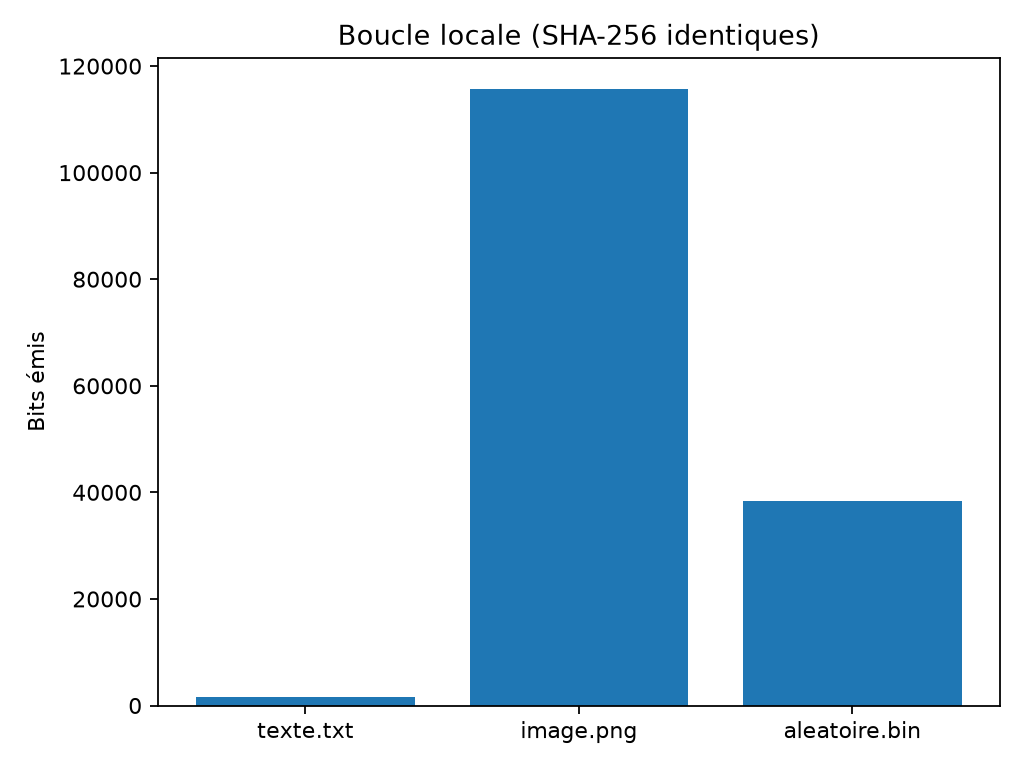 Boucle locale (SHA-256 identiques)
120000
100000
80000
60000
40000
20000
0
Bits émis
texte.txt
image.png
aleatoire.bin